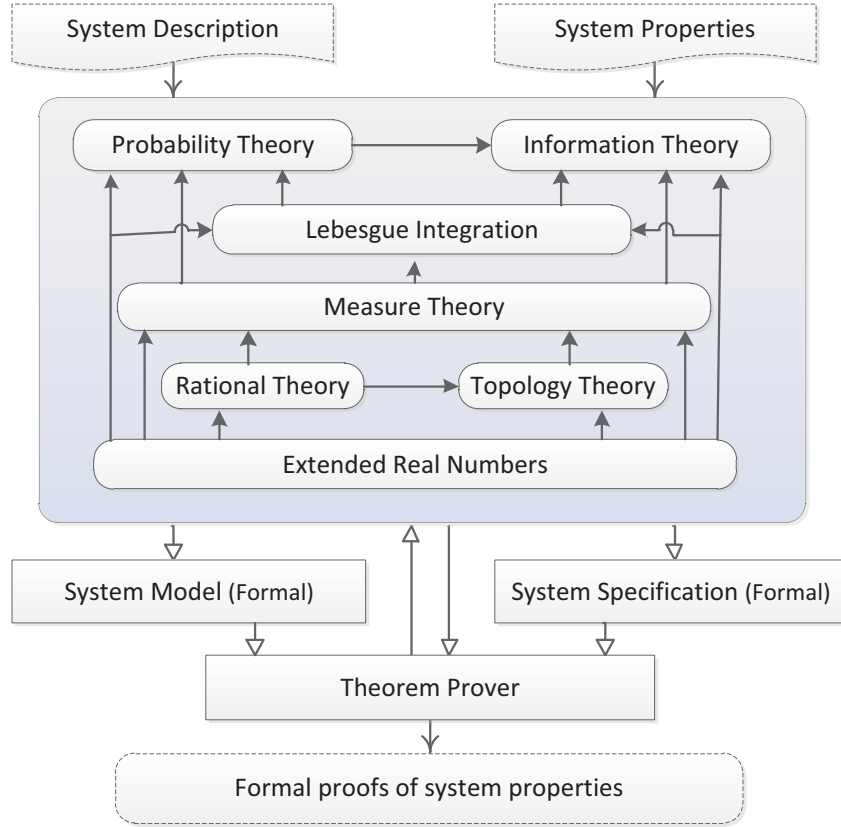 System Description
System Properties
Probability Theory
Information Theory
Lebesgue Integration
Measure Theory
Rational Theory
Topology Theory
Extended Real Numbers
System Model (Formal)
System Specification (Formal)
Theorem Prover
Formal proofs of system properties